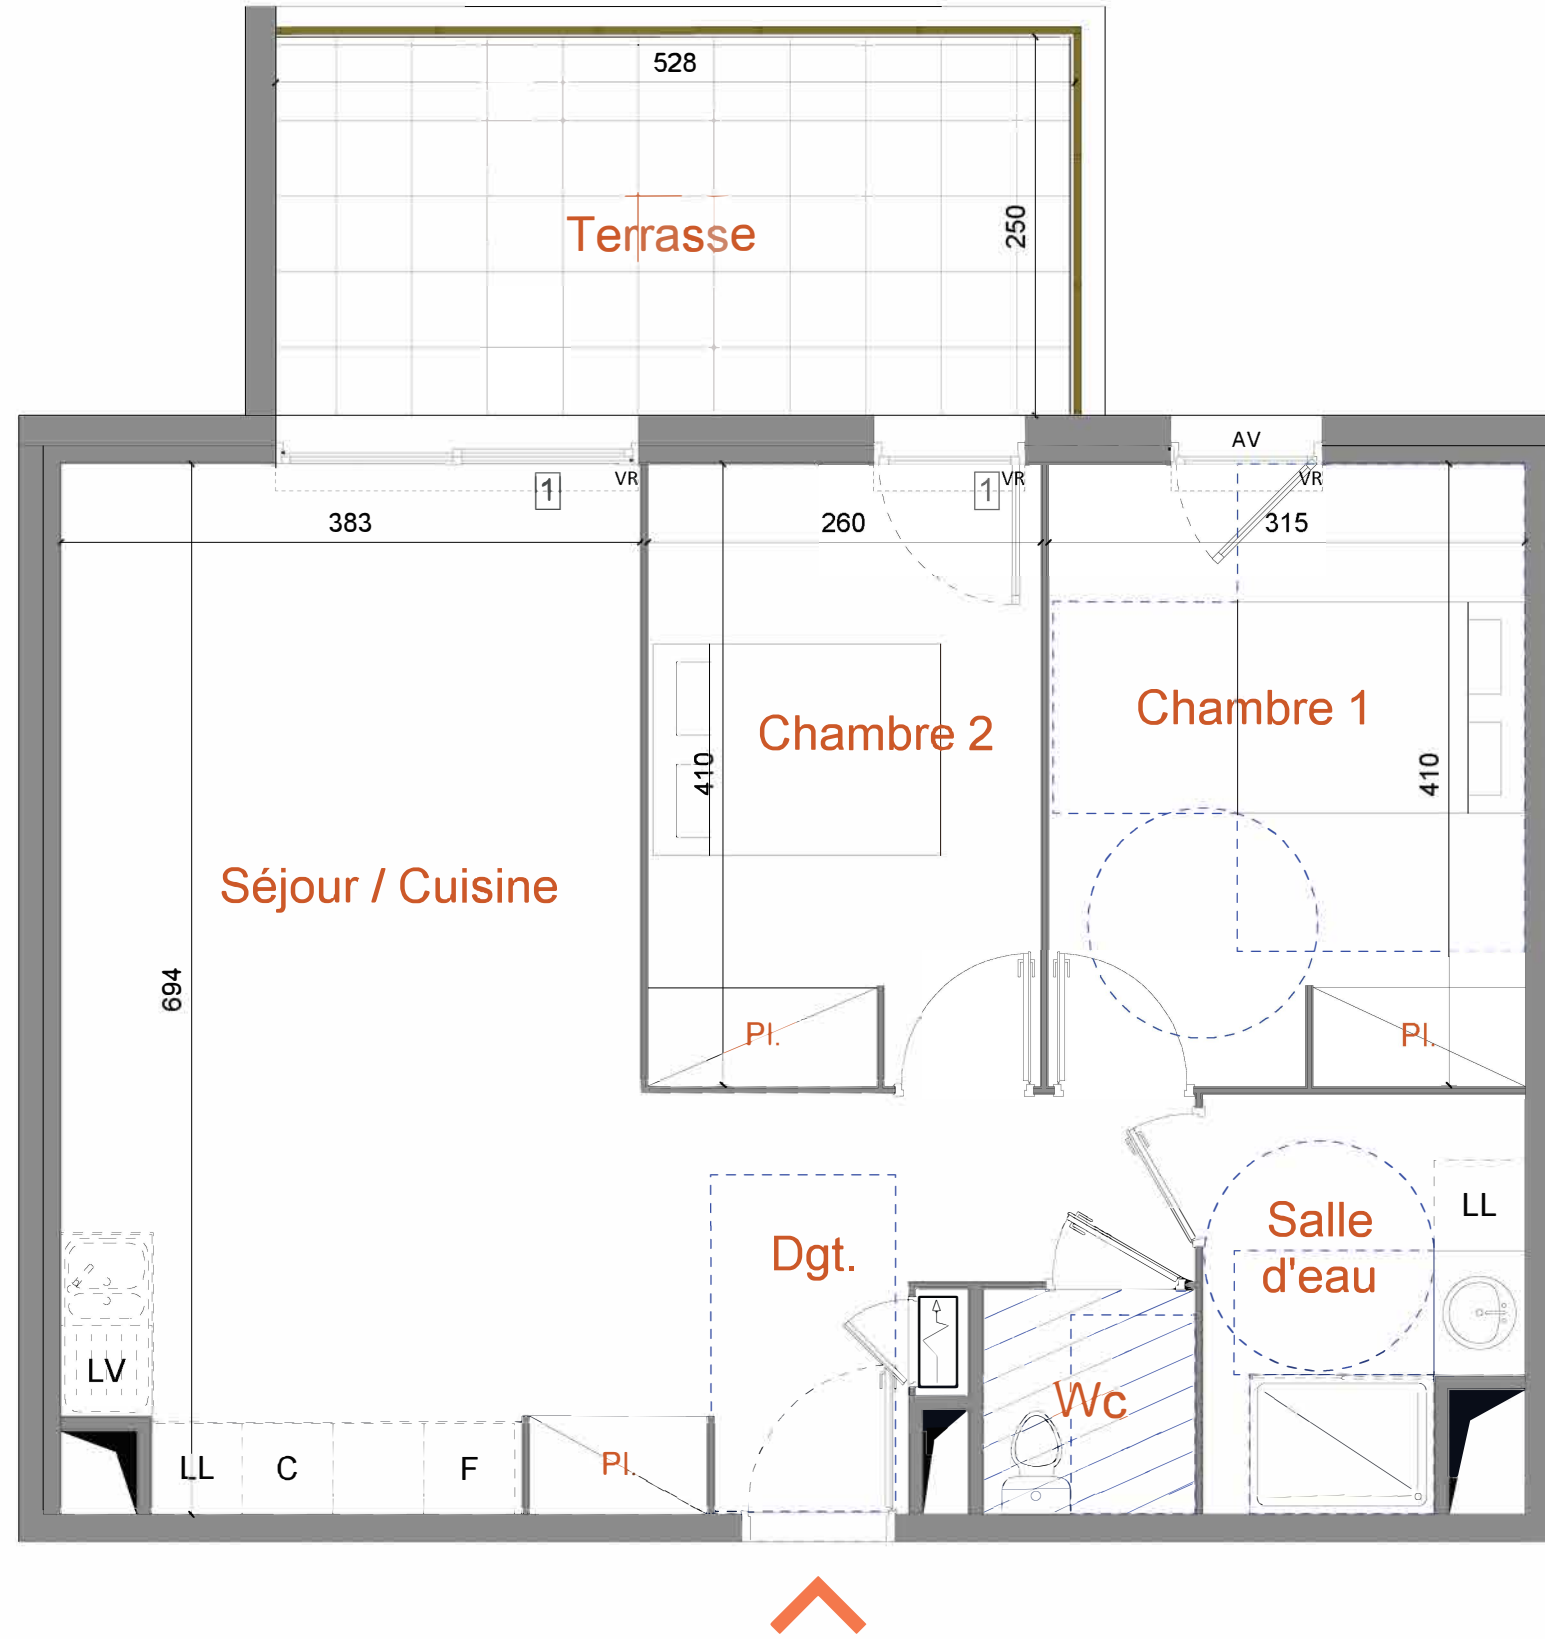 528
250
Terrasse
AV
1
VR
1
VR
VR
383
260
315
Chambre 1
Chambre 2
410
410
Séjour / Cuisine
694
Pl.
Pl.
LL
Salle
d'eau
Dgt.
LV
Wc
LL
C
F
Pl.